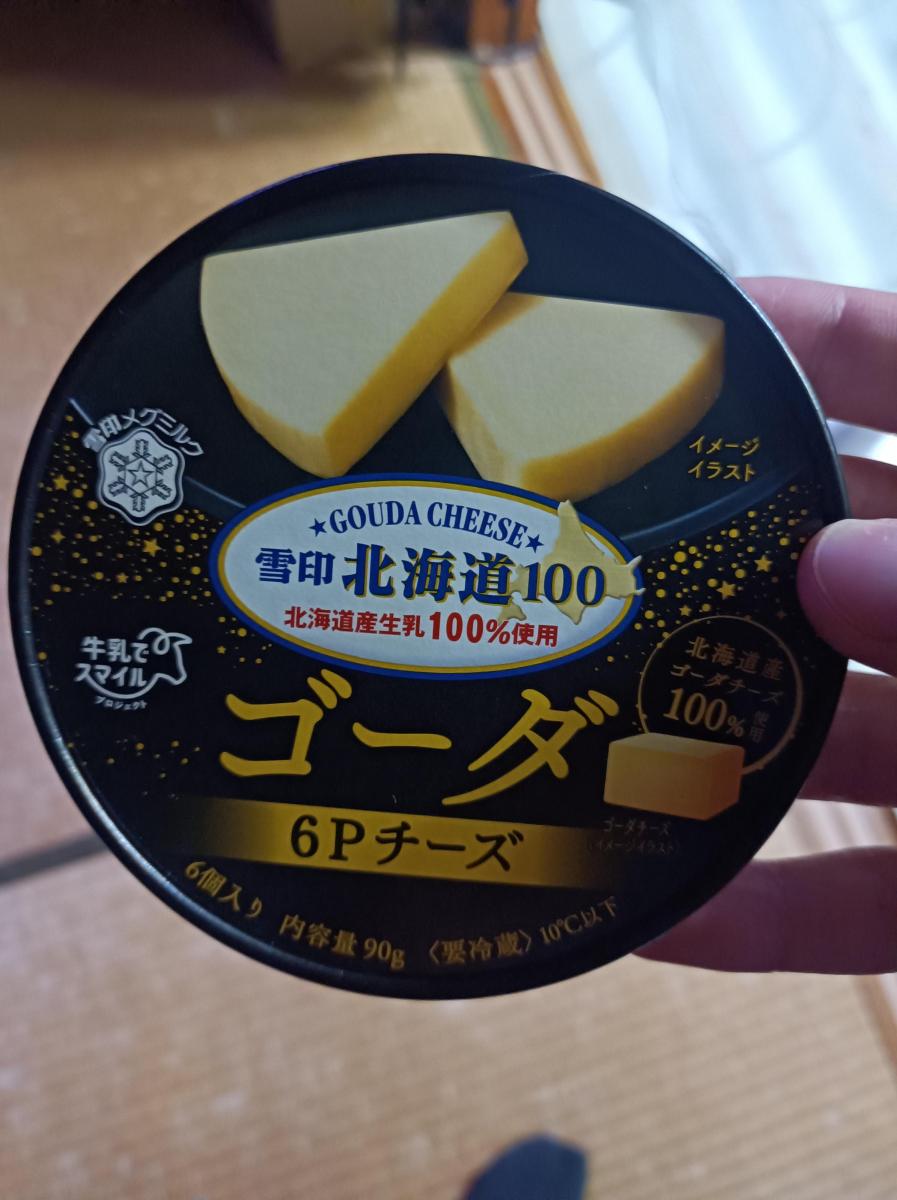 イメージ
イラスト
雪印メグミルク
★GOUDA CHEESE★
雪印 北海道100
北海道産生乳100%使用
牛乳で
スマイル
プロジェクト
北海道産
ゴーダチーズ
100%使用
ゴーダ
ゴーダチーズ
(イメージイラスト)
6Pチーズ
6個入り 内容量 90g 〈要冷蔵〉10℃以下